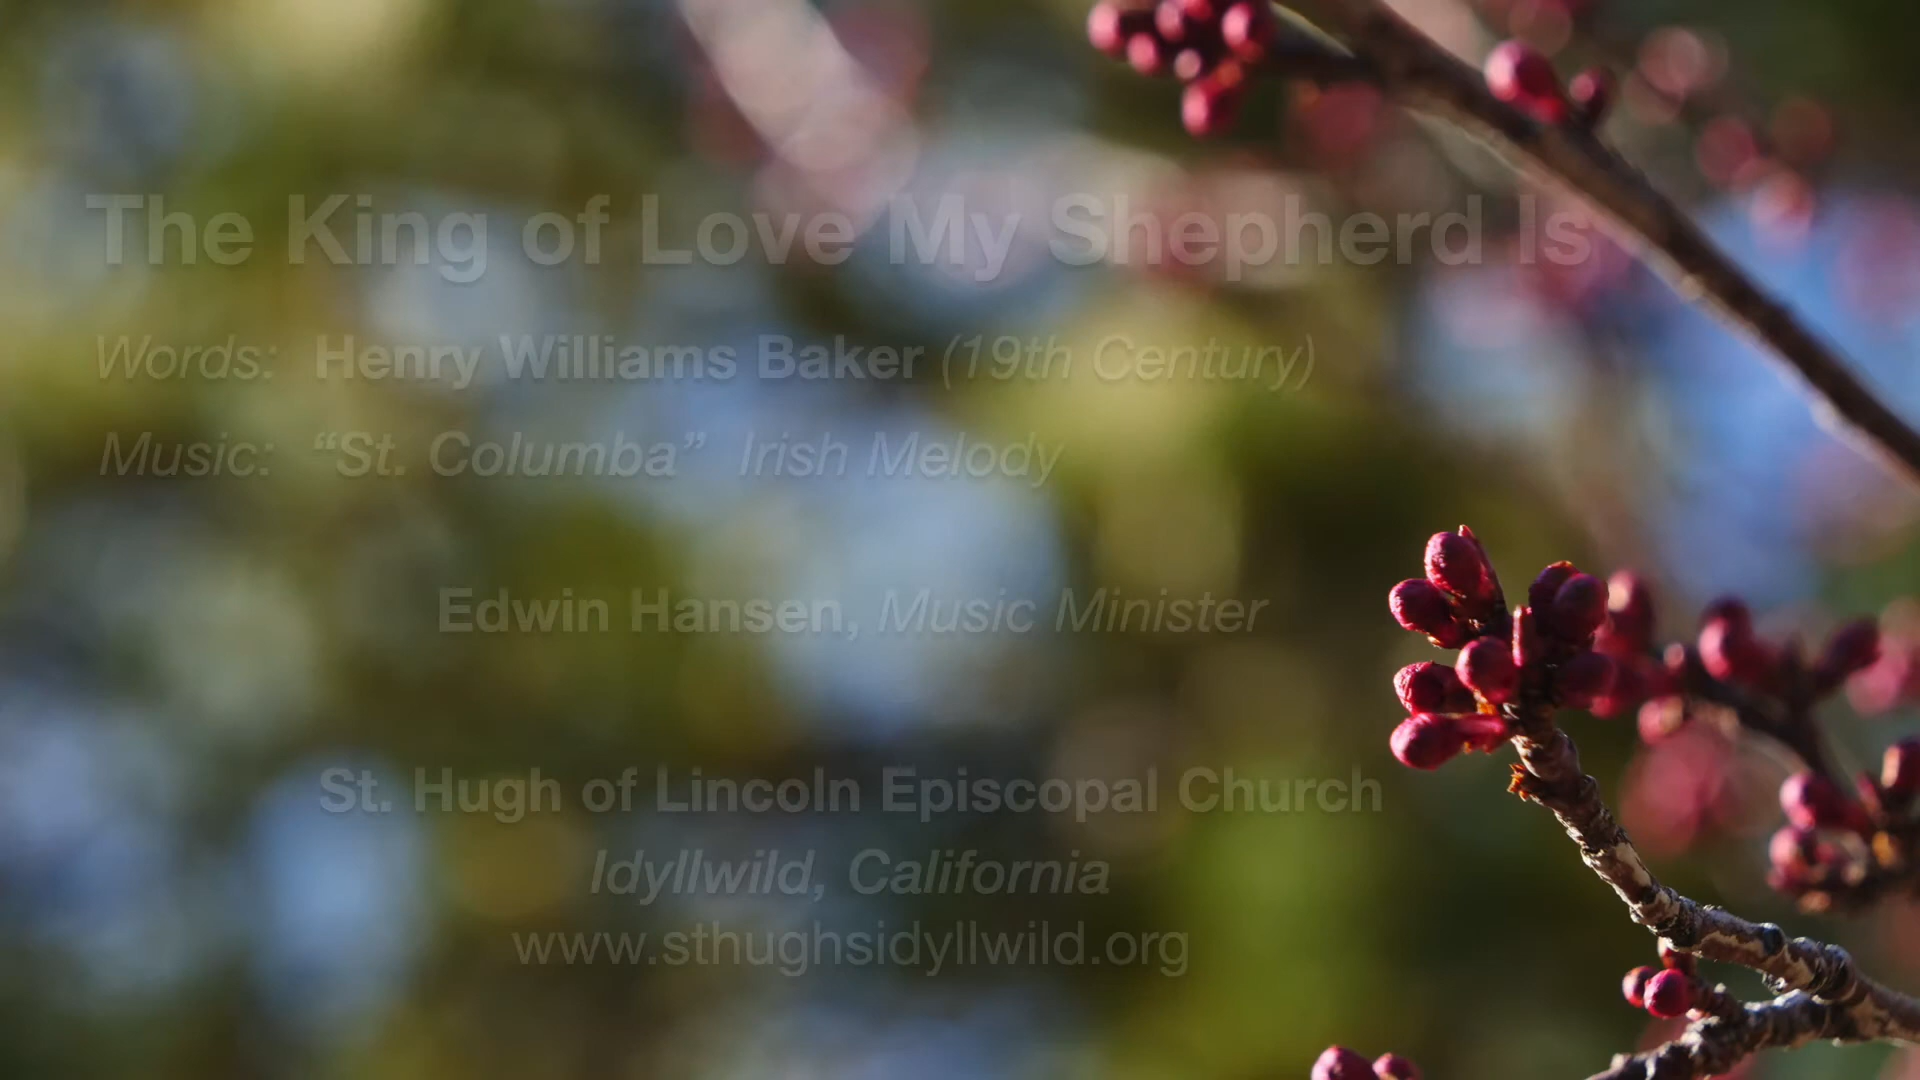 The King of Love My Shepherd Is
Words: Henry Williams Baker (19th Century)
Music: “St. Columba” Irish Melody
Edwin Hansen, Music Minister
St. Hugh of Lincoln Episcopal Church
Idyllwild, California
www.sthughsidyllwild.org